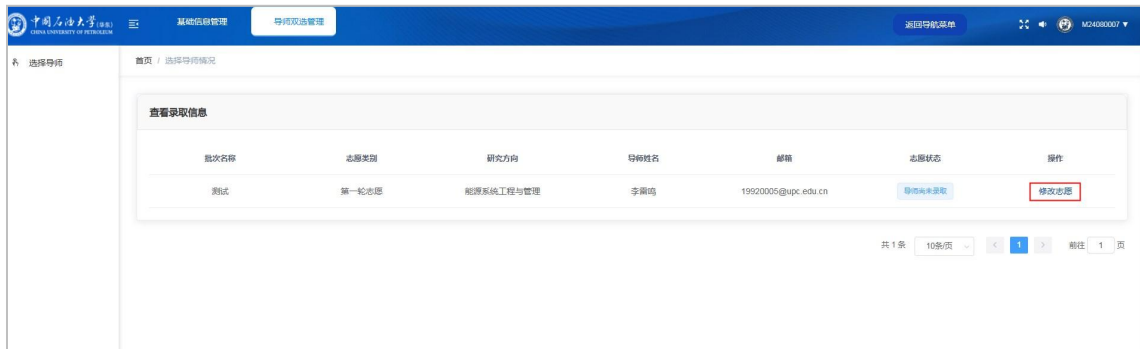 中国石油大学(华东) 基础信息管理 导师双选管理 返回导航菜单 M24080007
CHINA UNIVERSITY OF PETROLEUM
选择导师 首页 / 选择导师情况
查看录取信息
批次名称 志愿类别 研究方向 导师姓名 邮箱 志愿状态 操作
测试 第一轮志愿 能源系统工程与管理 李雷鸣 19920005@upc.edu.cn 导师尚未录取 修改志愿
共 1 条 10条/页 < 1 > 前往 1 页